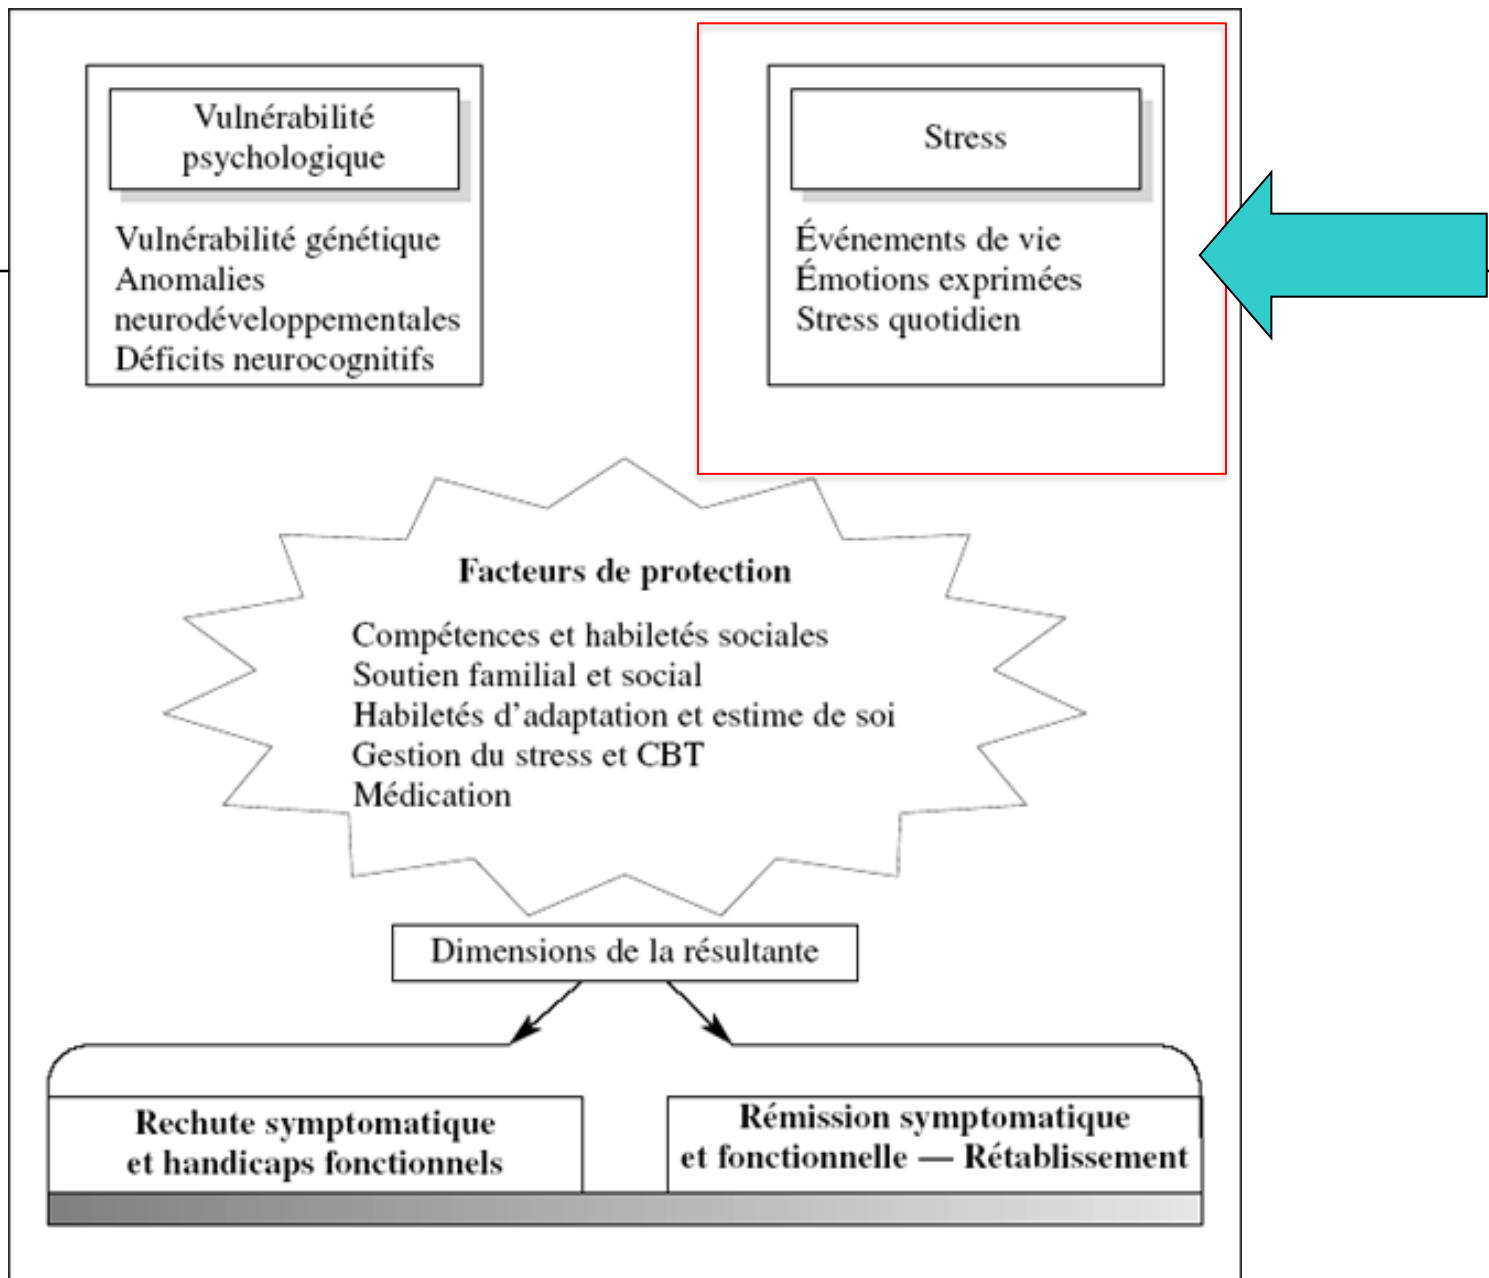 Vulnérabilité
psychologique
Vulnérabilité génétique
Anomalies
neurodéveloppementales
Déficits neurocognitifs
Stress
Événements de vie
Émotions exprimées
Stress quotidien
Facteurs de protection
Compétences et habiletés sociales
Soutien familial et social
Habiletés d’adaptation et estime de soi
Gestion du stress et CBT
Médication
Dimensions de la résultante
Rechute symptomatique
et handicaps fonctionnels
Rémission symptomatique
et fonctionnelle — Rétablissement